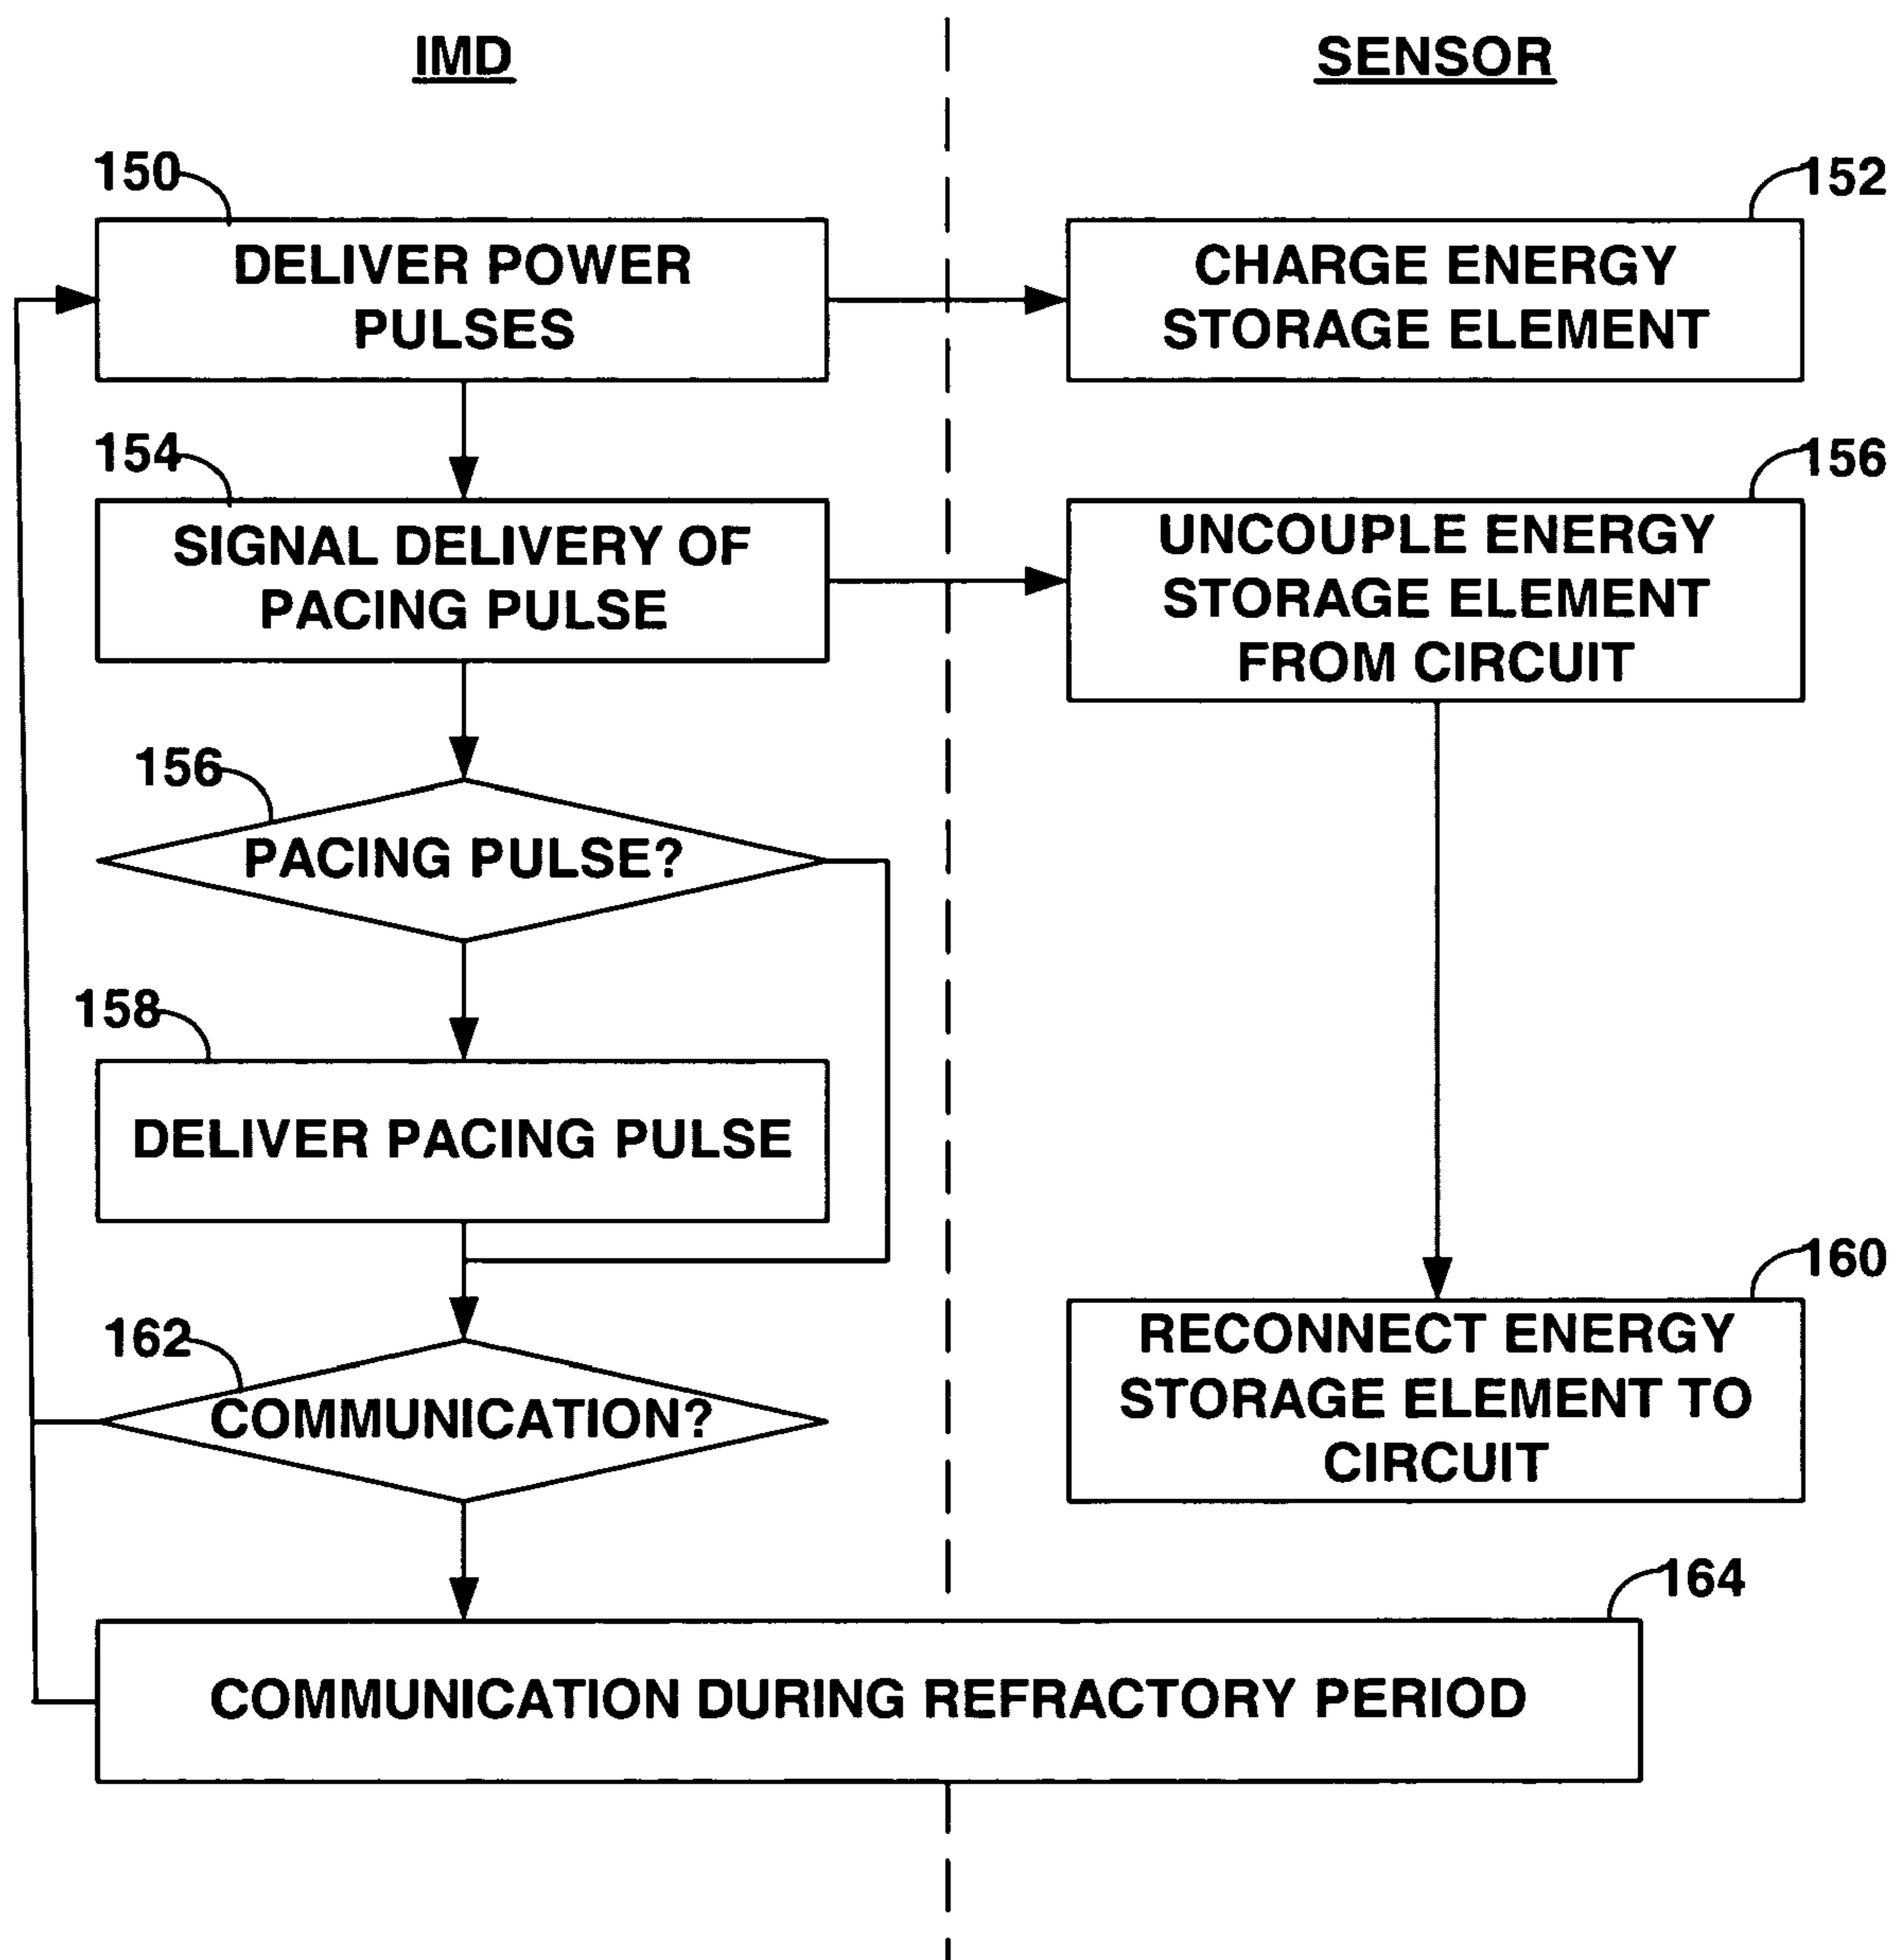 IMD
SENSOR
150
152
DELIVER POWER
PULSES
CHARGE ENERGY
STORAGE ELEMENT
154
156
SIGNAL DELIVERY OF
PACING PULSE
UNCOUPLE ENERGY
STORAGE ELEMENT
FROM CIRCUIT
156
PACING PULSE?
158
DELIVER PACING PULSE
160
RECONNECT ENERGY
STORAGE ELEMENT TO
CIRCUIT
162
COMMUNICATION?
164
COMMUNICATION DURING REFRACTORY PERIOD